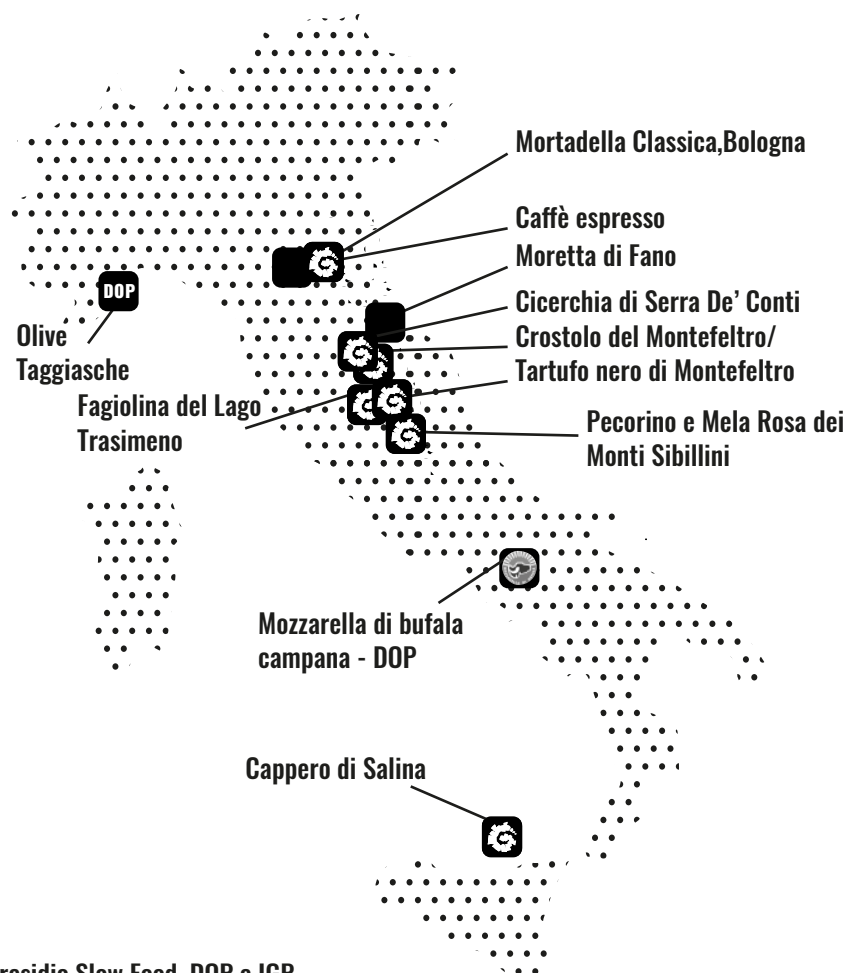 Mortadella Classica,Bologna
Caffè espresso
Moretta di Fano
DOP
Cicerchia di Serra De' Conti
Olive
Taggiasche
Crostolo del Montefeltro/
Tartufo nero di Montefeltro
Fagiolina del Lago
Trasimeno
Pecorino e Mela Rosa dei
Monti Sibillini
Mozzarella di bufala
campana - DOP
Cappero di Salina
Slow Food, DOP e IGP